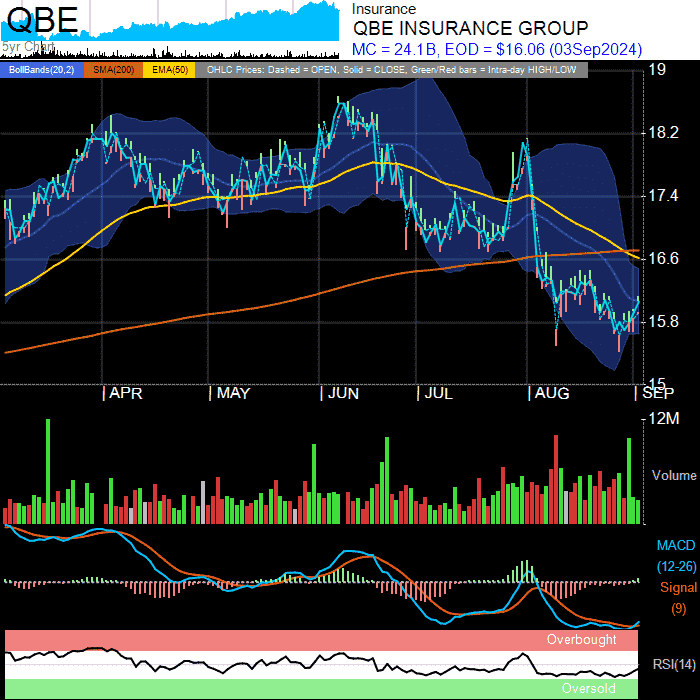 QBE
5yr Chart
Insurance
QBE INSURANCE GROUP
MC = 24.1B, EOD = $16.06 (03Sep2024)
BollBands(20,2) SMA(200) EMA(50) OHLC Prices: Dashed = OPEN, Solid = CLOSE, Green/Red bars = Intra-day HIGH/LOW
19
18.2
17.4
16.6
15.8
15
APR MAY JUN JUL AUG SEP
12M
Volume
MACD
(12-26)
Signal
(9)
Overbought
RSI(14)
Oversold